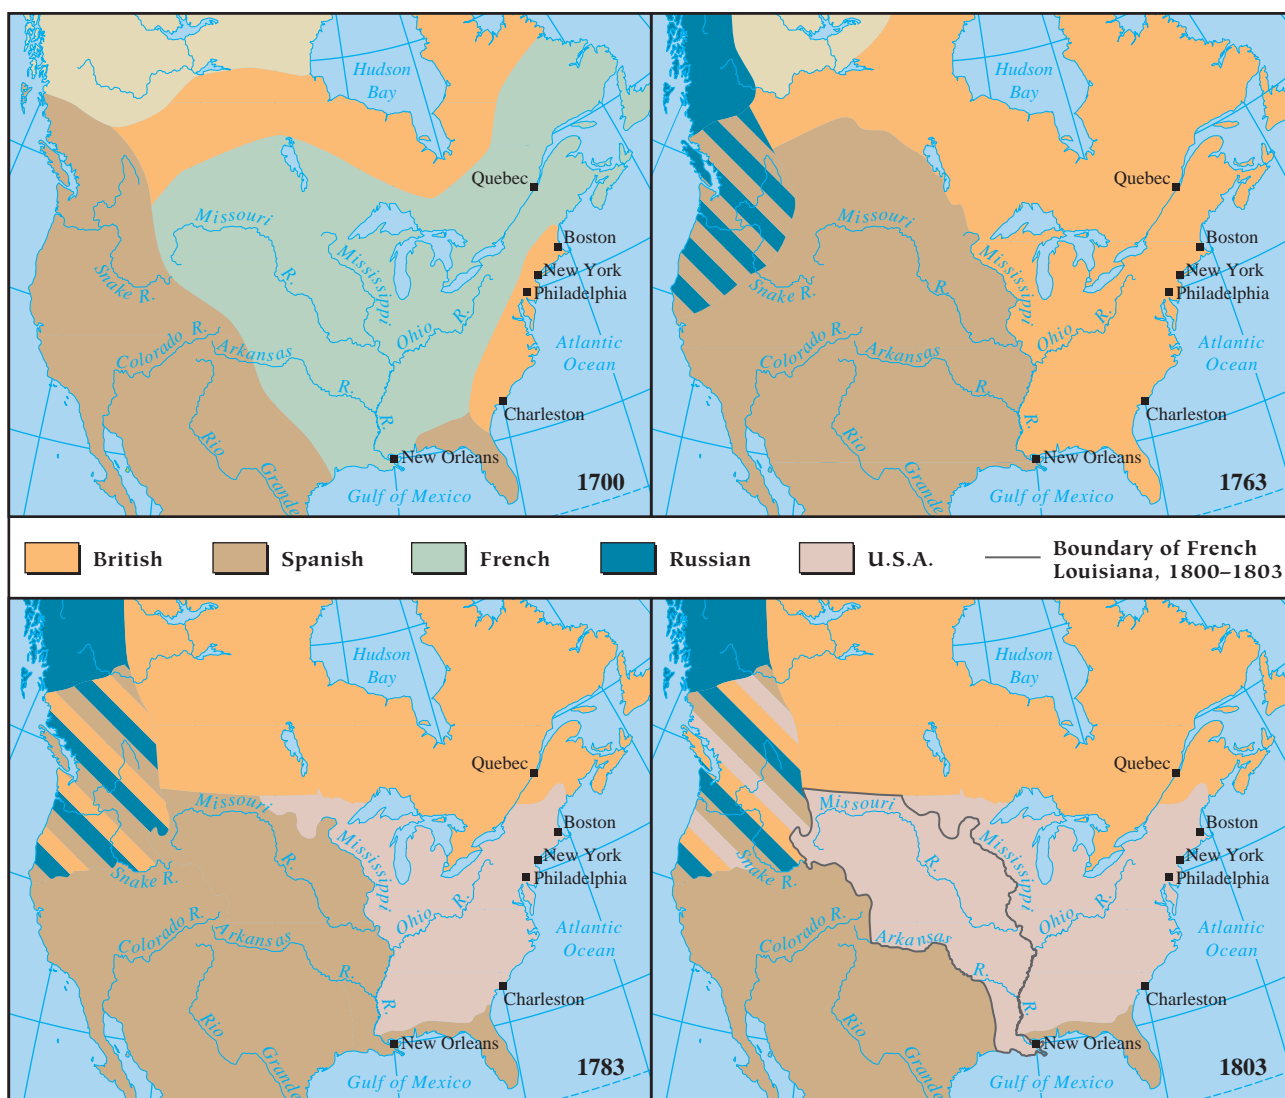 Hudson
Bay
Quebec
Missouri
R.
Mississippi
Boston
New York
Philadelphia
Snake R.
Ohio R.
Colorado R.
Arkansas
R.
Atlantic
Ocean
Charleston
R.
Rio
Grande
New Orleans
Gulf of Mexico
1700
Hudson
Bay
Quebec
Missouri
R.
Mississippi
Boston
New York
Philadelphia
Snake R.
Ohio R.
Colorado R.
Arkansas
R.
Atlantic
Ocean
Charleston
R.
Rio
Grande
New Orleans
Gulf of Mexico
1763
British
Spanish
French
Russian
U.S.A.
Boundary of French
Louisiana, 1800–1803
Hudson
Bay
Quebec
Missouri
R.
Mississippi
Boston
New York
Philadelphia
Snake R.
Ohio R.
Colorado R.
Arkansas
R.
Atlantic
Ocean
Charleston
R.
Rio
Grande
New Orleans
Gulf of Mexico
1783
Hudson
Bay
Quebec
Missouri
R.
Mississippi
Boston
New York
Philadelphia
Snake R.
Ohio R.
Colorado R.
Arkansas
R.
Atlantic
Ocean
Charleston
R.
Rio
Grande
New Orleans
Gulf of Mexico
1803